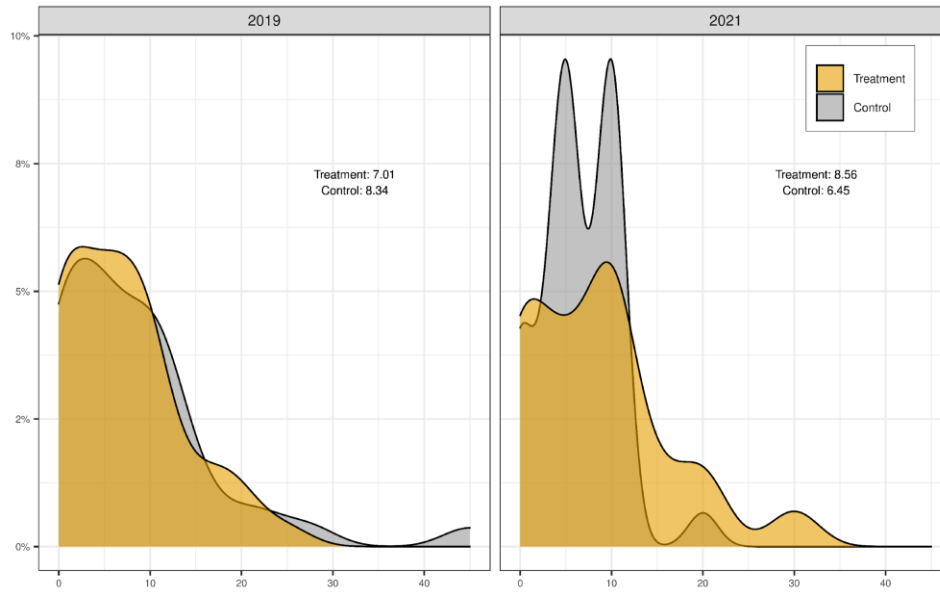 2019
2021
10%
8%
5%
2%
0%
Treatment: 7.01
Control: 8.34
Treatment
Control
Treatment: 8.56
Control: 6.45
0 10 20 30 40
0 10 20 30 40